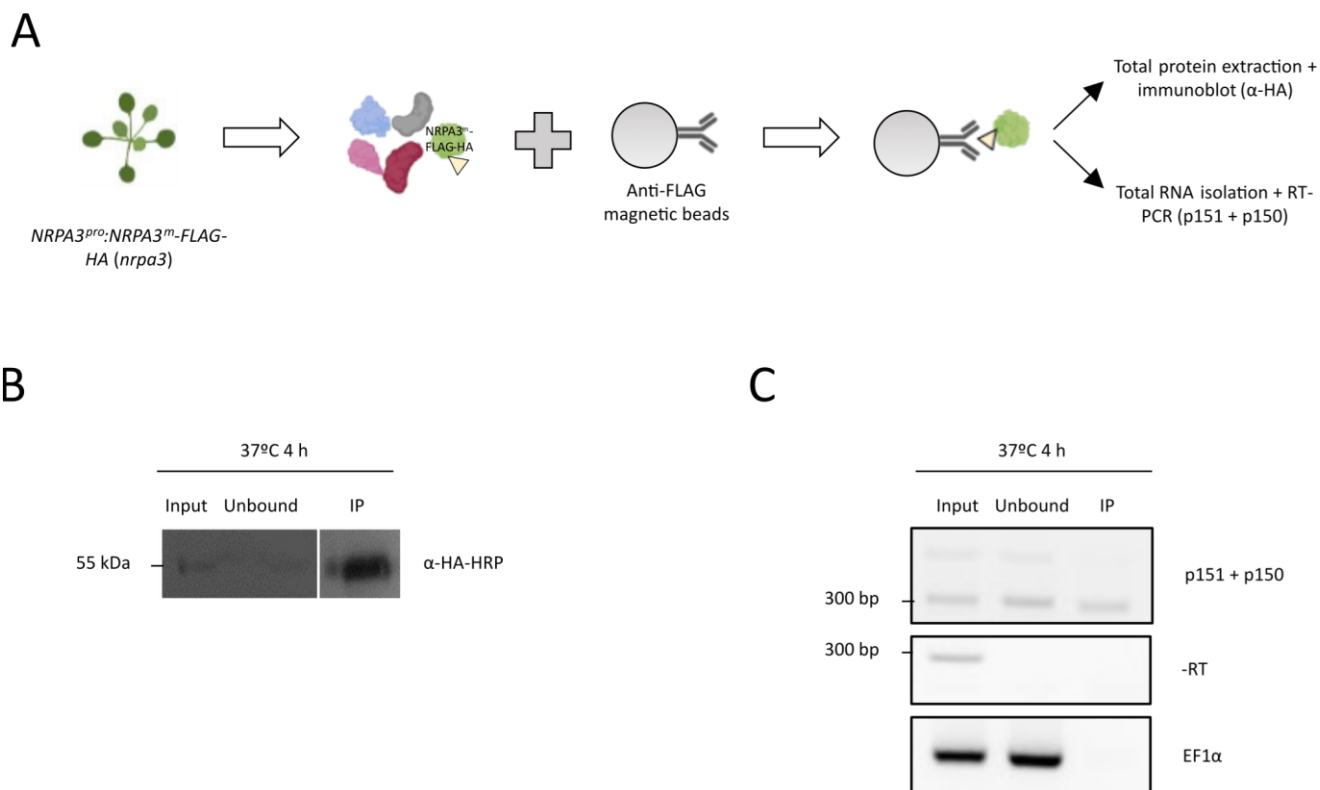 A
NRPA3ᵐ-
FLAG-HA
Anti-FLAG
magnetic beads
Total protein extraction +
immunoblot (α-HA)
Total RNA isolation + RT-
PCR (p151 + p150)
NRPA3ᵖʳᵒ:NRPA3ᵐ-FLAG-
HA (nrpa3)
B
37ºC 4 h
Input Unbound IP
55 kDa
α-HA-HRP
C
37ºC 4 h
Input Unbound IP
300 bp
p151 + p150
300 bp
-RT
EF1α